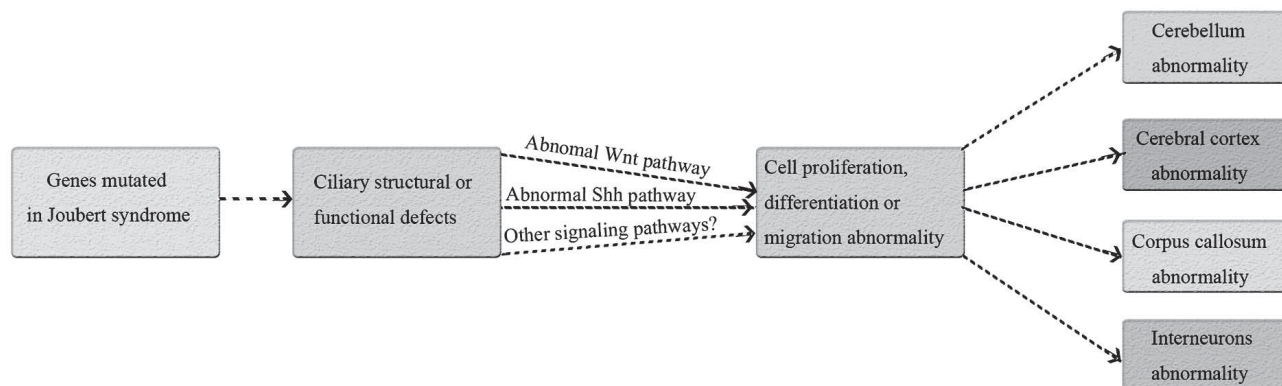 Genes mutated
in Joubert syndrome
Ciliary structural or
functional defects
Abnomal Wnt pathway
Abnormal Shh pathway
Other signaling pathways?
Cell proliferation,
differentiation or
migration abnormality
Cerebellum
abnormality
Cerebral cortex
abnormality
Corpus callosum
abnormality
Interneurons
abnormality